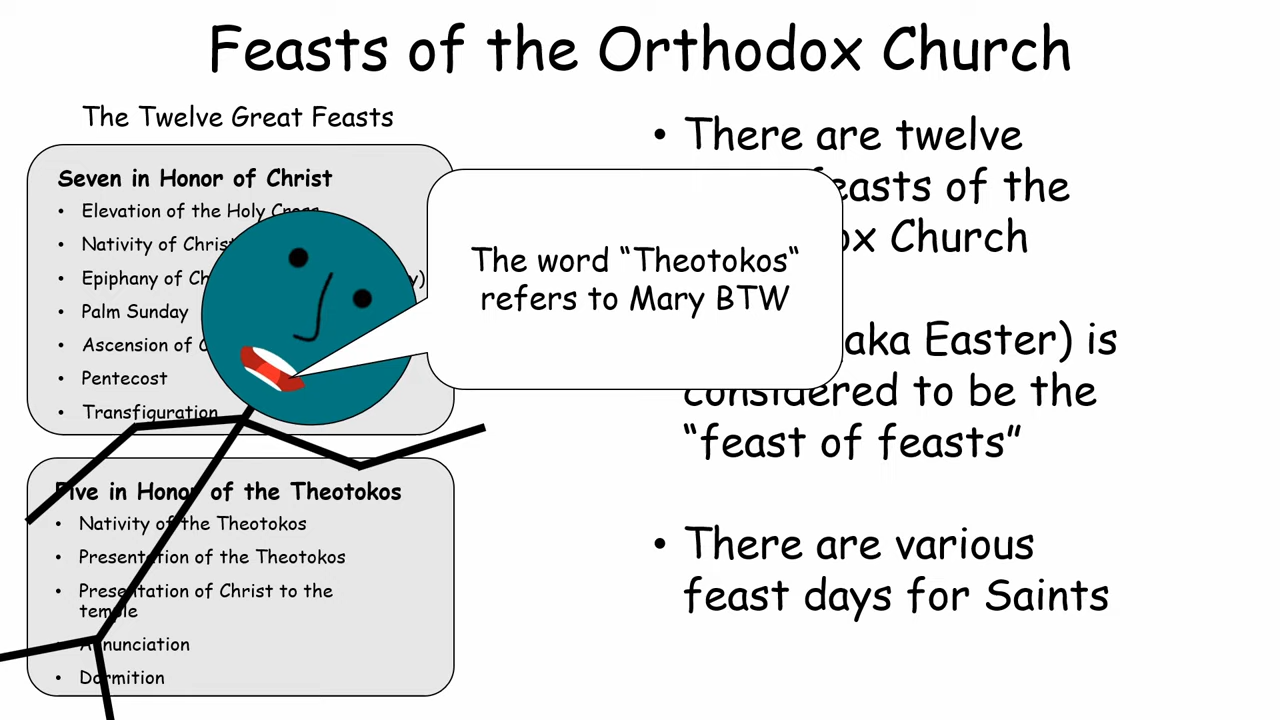 Feasts of the Orthodox Church
The Twelve Great Feasts
Seven in Honor of Christ
• Elevation of the Holy Cross
• Nativity of Christ
• Epiphany of
• Palm Sunday
• Ascension of
• Pentecost
• Transfiguration
Five in Honor of the Theotokos
• Nativity of the Theotokos
• Presentation of the Theotokos
• Presentation of Christ to the
temple
• Annunciation
• Dormition
The word “Theotokos“
refers to Mary BTW
• There are twelve
feasts of the
Church
aka Easter) is
considered to be the
“feast of feasts”
• There are various
feast days for Saints